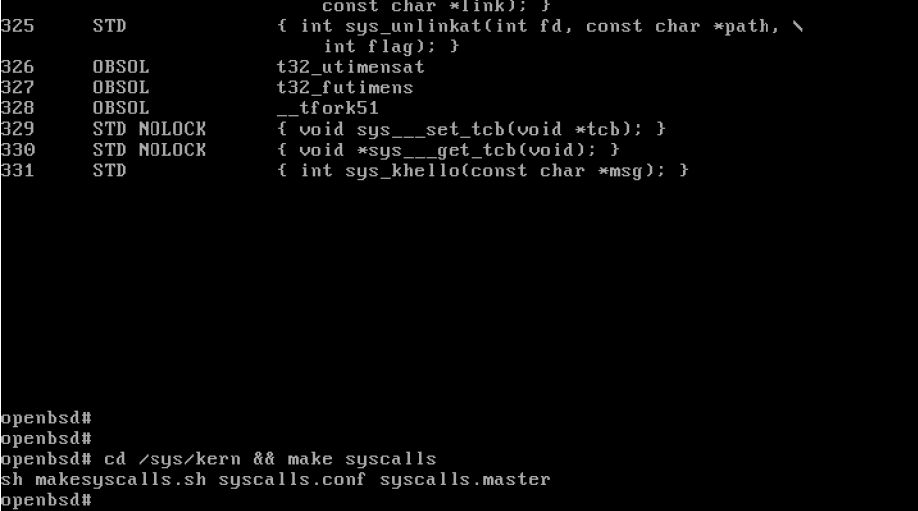 const char *link); }
325 STD { int sys_unlinkat(int fd, const char *path, \
int flag); }
326 OBSOL t32_utimensat
327 OBSOL t32_futimens
328 OBSOL __tfork51
329 STD NOLOCK { void sys___set_tcb(void *tcb); }
330 STD NOLOCK { void *sys___get_tcb(void); }
331 STD { int sys_khello(const char *msg); }
openbsd#
openbsd#
openbsd# cd /sys/kern && make syscalls
sh makesyscalls.sh syscalls.conf syscalls.master
openbsd#